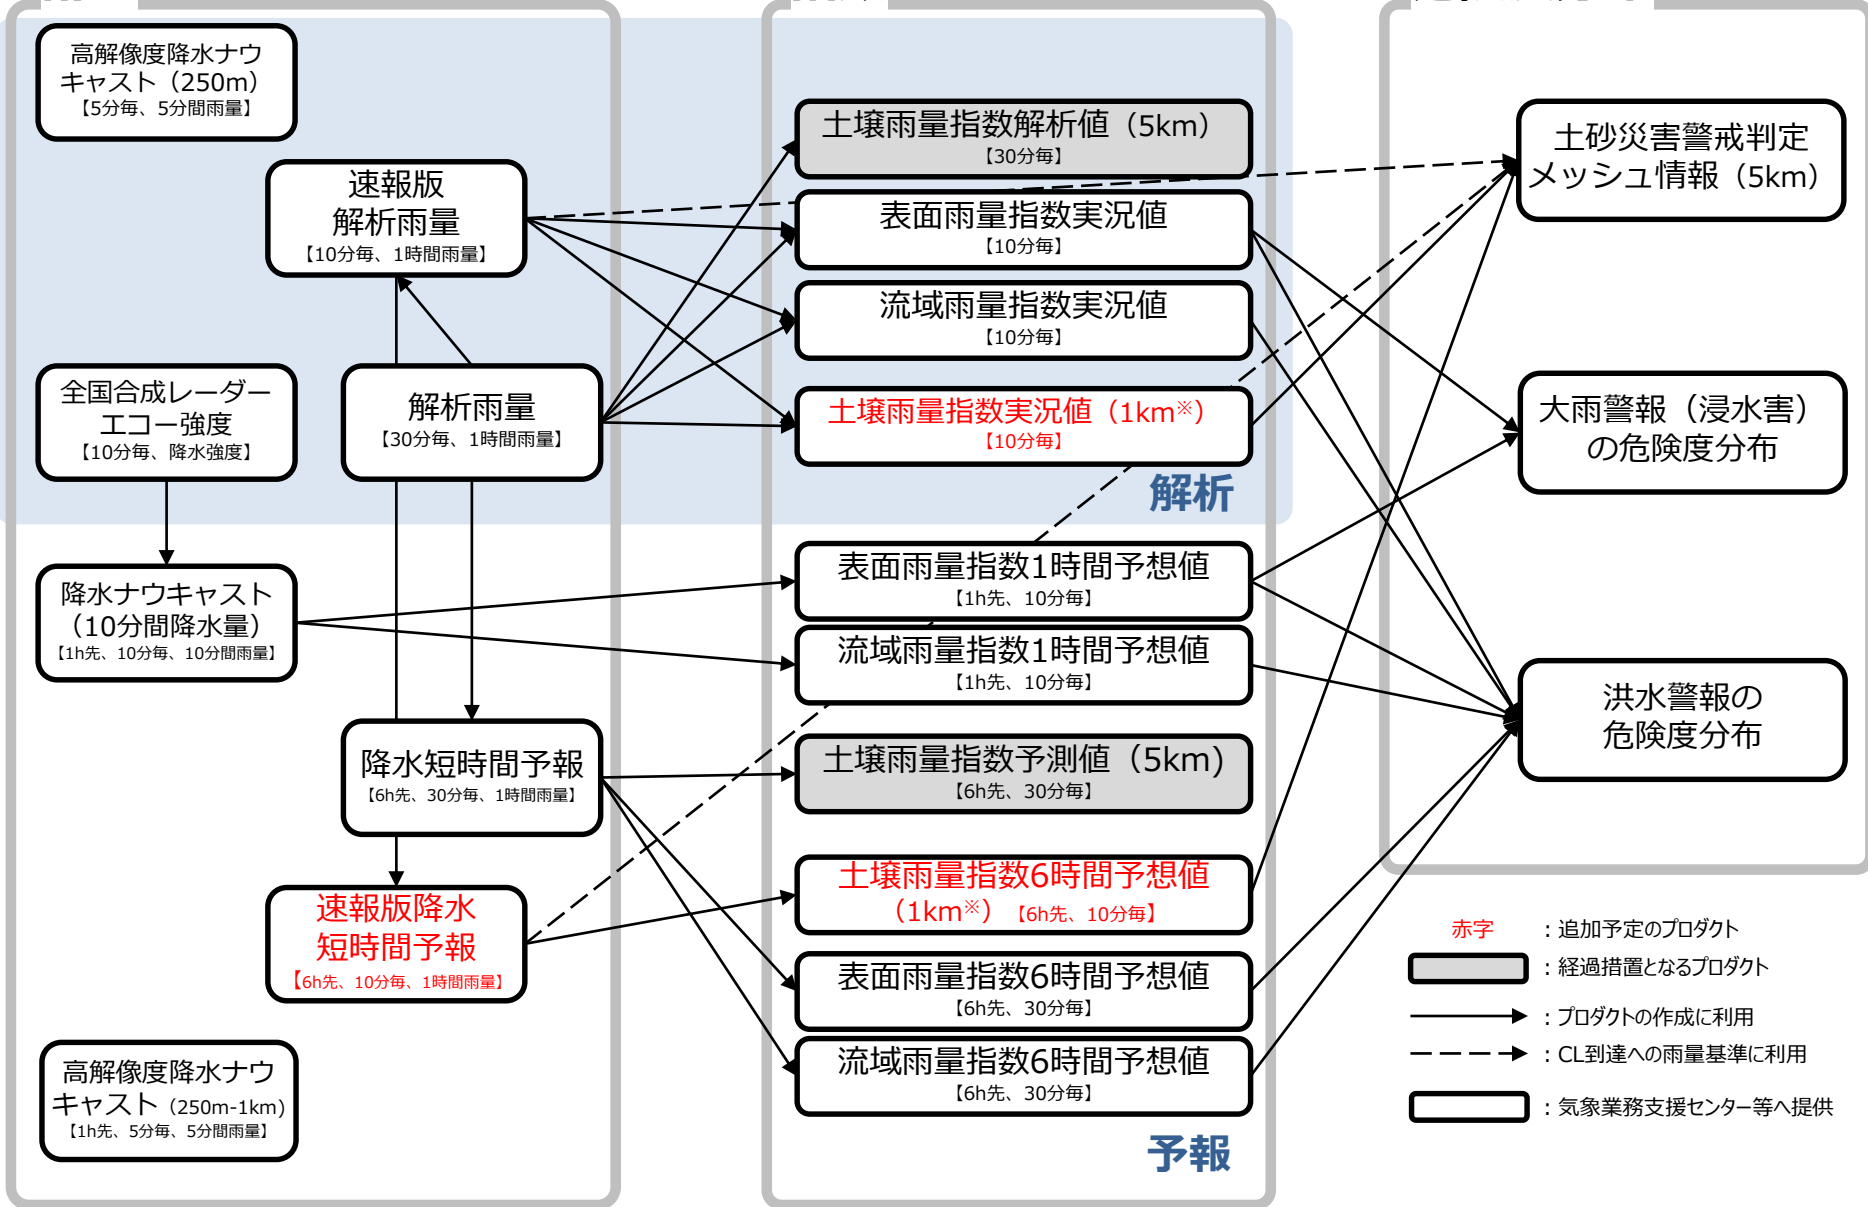 高解像度降水ナウ
キャスト（250m）
【5分毎、5分間雨量】
速報版
解析雨量
【10分毎、1時間雨量】
全国合成レーダー
エコー強度
【10分毎、降水強度】
解析雨量
【30分毎、1時間雨量】
降水ナウキャスト
（10分間降水量）
【1h先、10分毎、10分間雨量】
降水短時間予報
【6h先、30分毎、1時間雨量】
速報版降水
短時間予報
【6h先、10分毎、1時間雨量】
高解像度降水ナウ
キャスト（250m-1km)
【1h先、5分毎、5分間雨量】
土壌雨量指数解析値（5km）
【30分毎】
表面雨量指数実況値
【10分毎】
流域雨量指数実況値
【10分毎】
土壌雨量指数実況値（1km※）
【10分毎】
解析
表面雨量指数1時間予想値
【1h先、10分毎】
流域雨量指数1時間予想値
【1h先、10分毎】
土壌雨量指数予測値（5km)
【6h先、30分毎】
土壌雨量指数6時間予想値
（1km※）【6h先、10分毎】
表面雨量指数6時間予想値
【6h先、30分毎】
流域雨量指数6時間予想値
【6h先、30分毎】
予報
土砂災害警戒判定
メッシュ情報（5km）
大雨警報（浸水害）
の危険度分布
洪水警報の
危険度分布
赤字　：追加予定のプロダクト
：経過措置となるプロダクト
：プロダクトの作成に利用
：CL到達への雨量基準に利用
：気象業務支援センター等へ提供